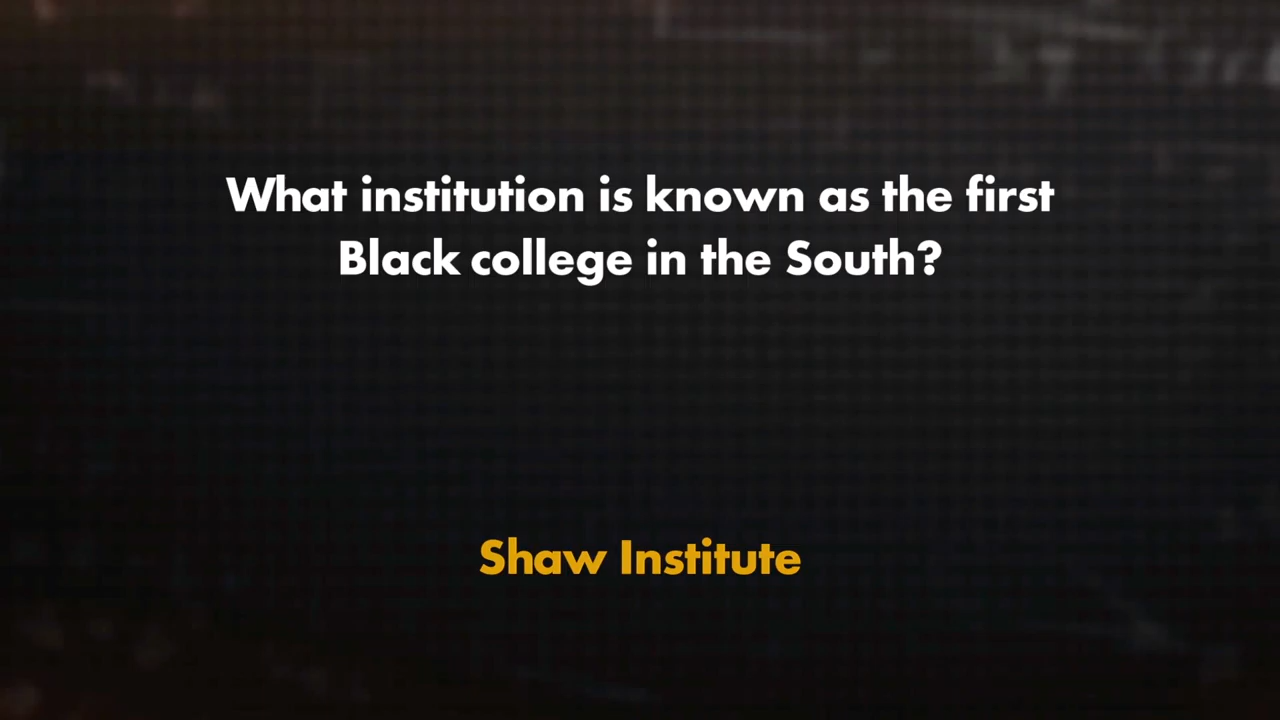 What institution is known as the first
Black college in the South?
Shaw Institute